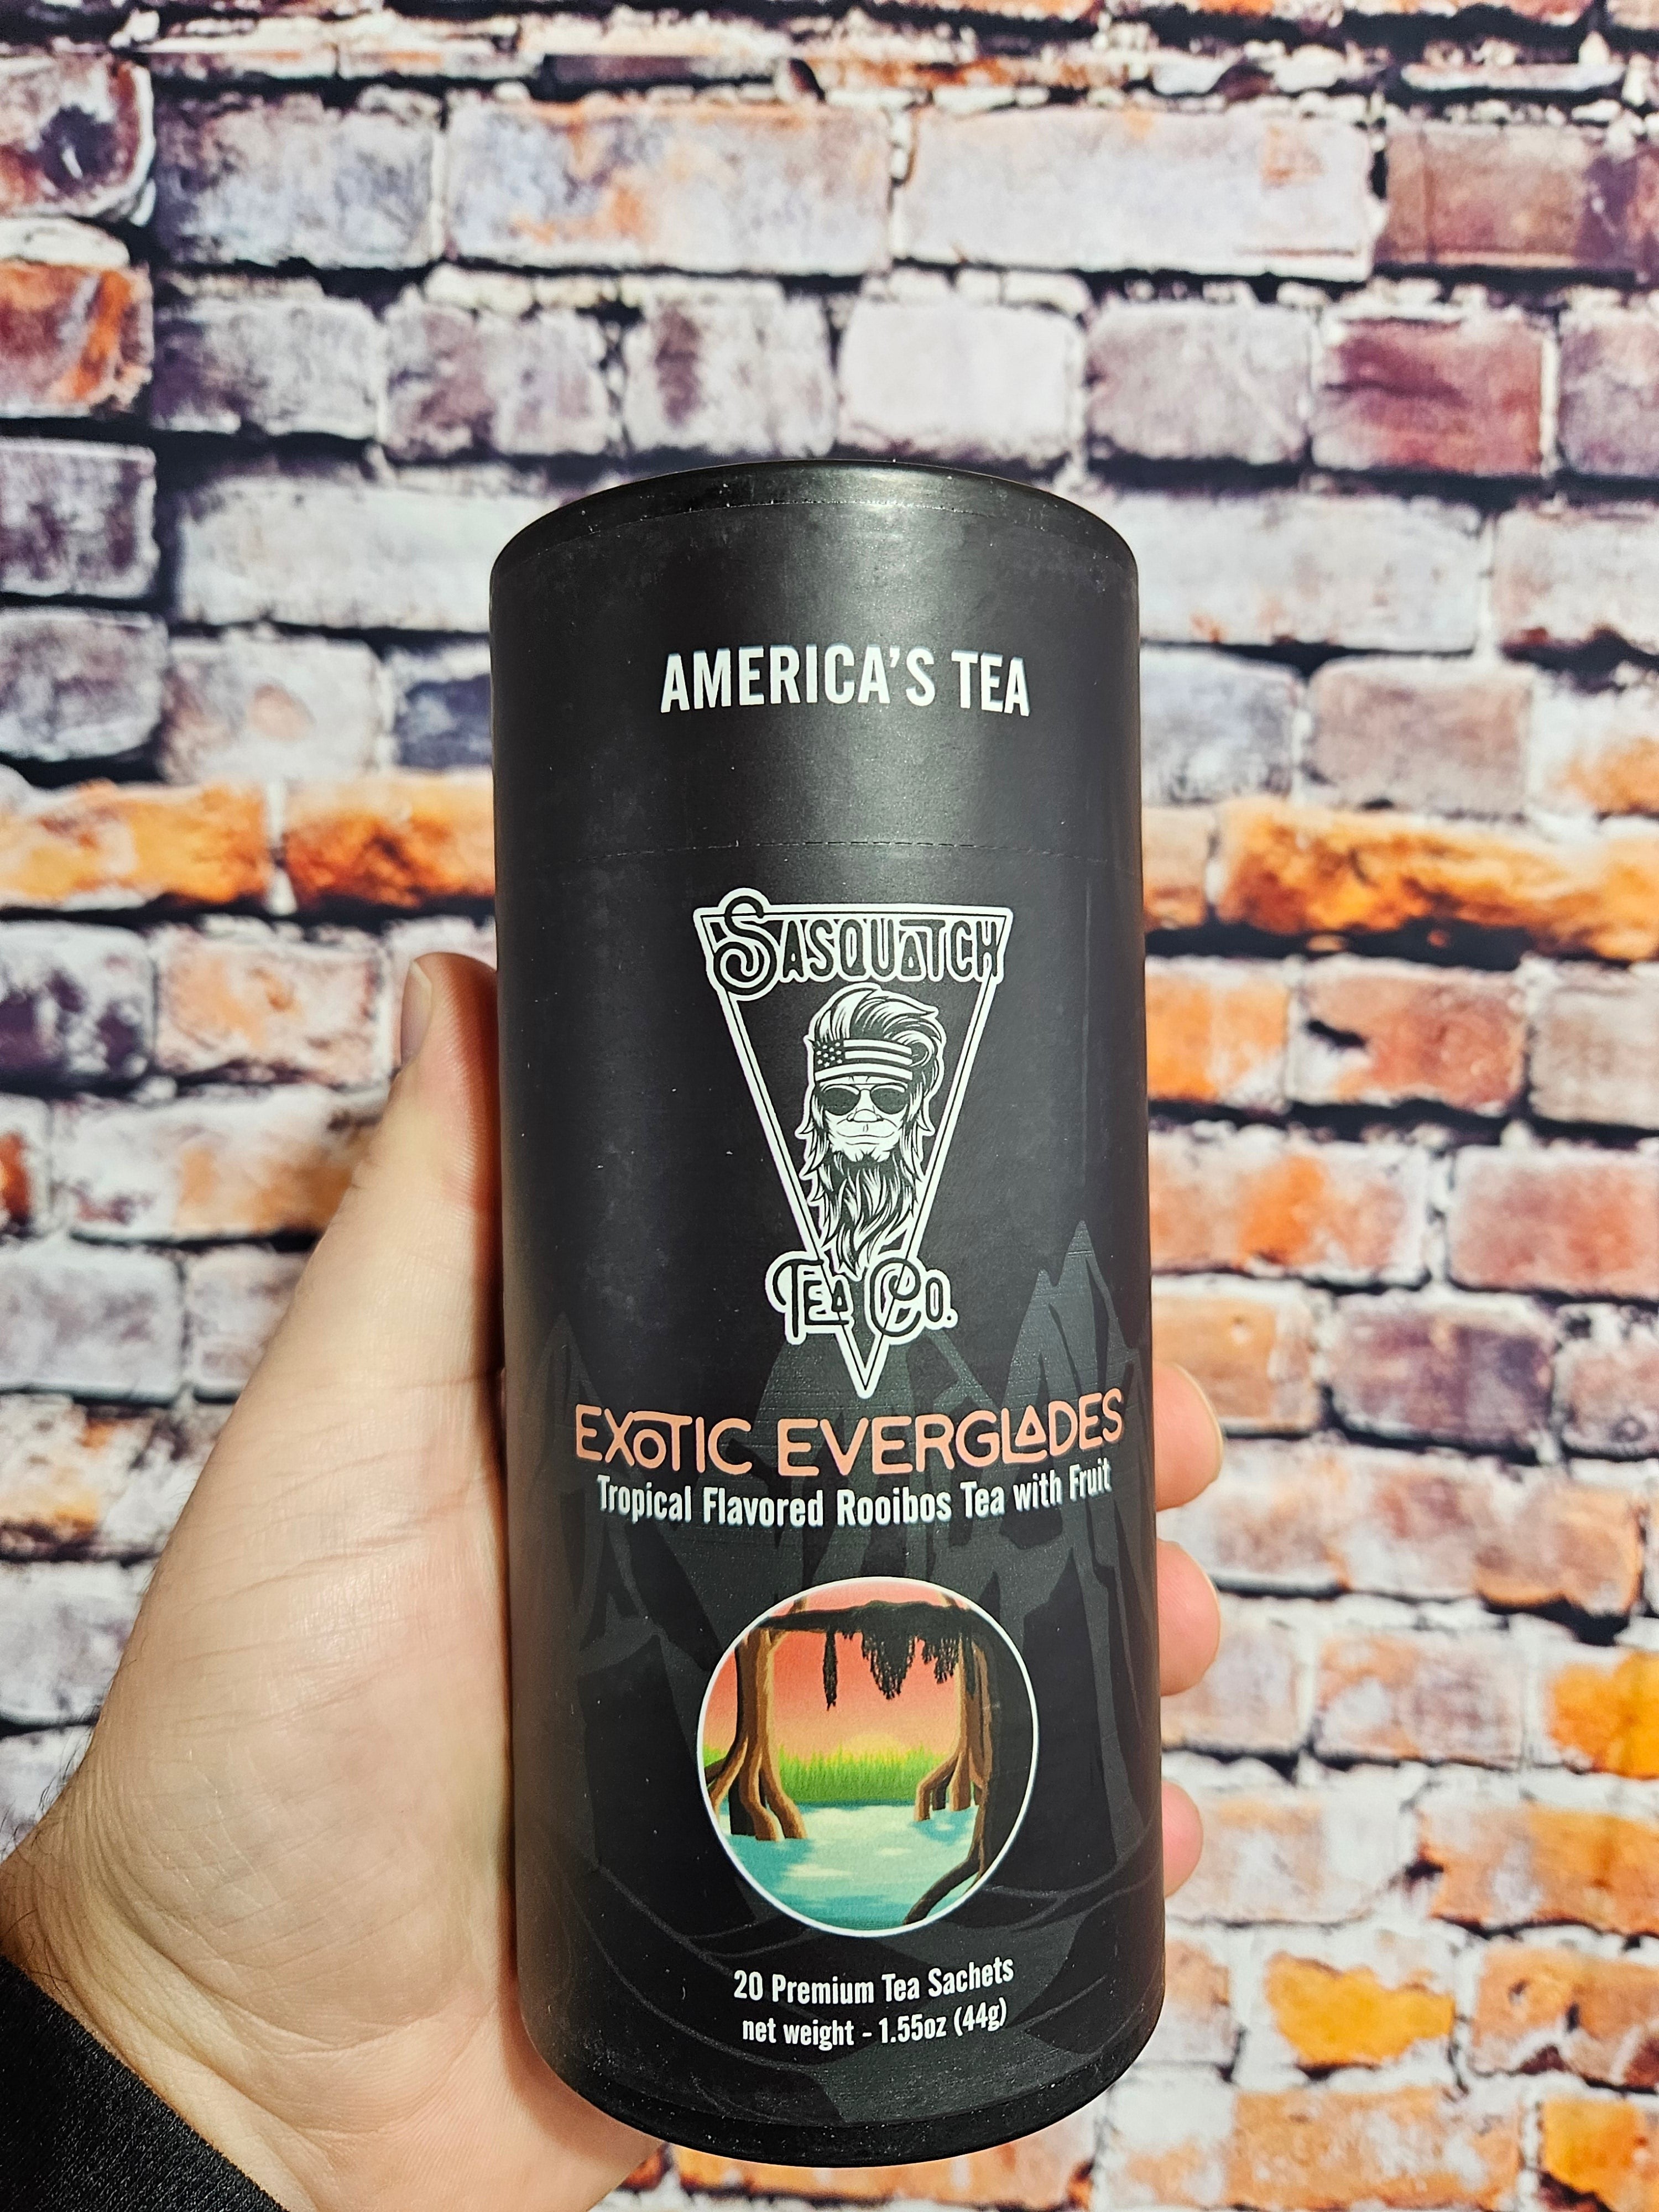 AMERICA'S TEA
SASQUATCH
TEA CO.
EXOTIC EVERGLADES
Tropical Flavored Rooibos Tea with Fruit
20 Premium Tea Sachets
net weight - 1.55oz (44g)